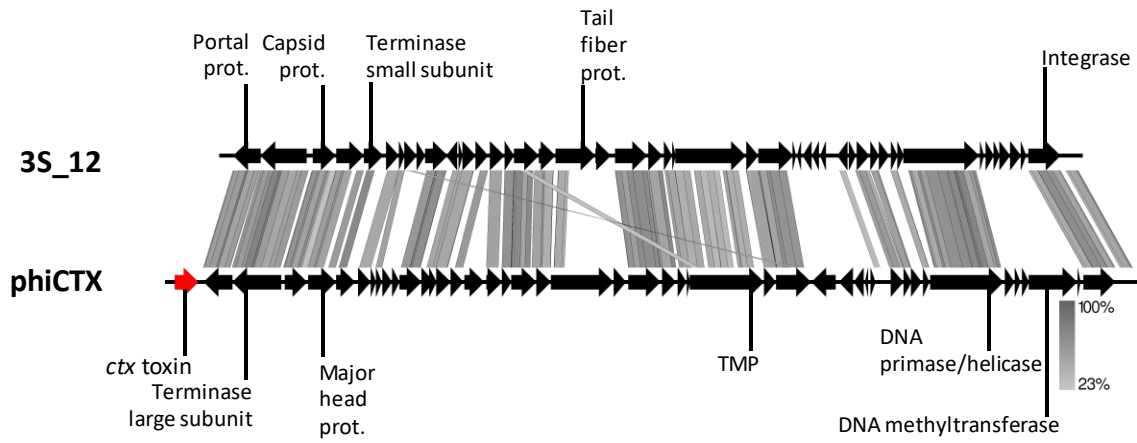 Portal
prot.
Capsid
prot.
Terminase
small subunit
Tail
fiber
prot.
Integrase
3S_12
phiCTX
100%
23%
ctx toxin
Terminase
large subunit
Major
head
prot.
TMP
DNA
primase/helicase
DNA methyltransferase